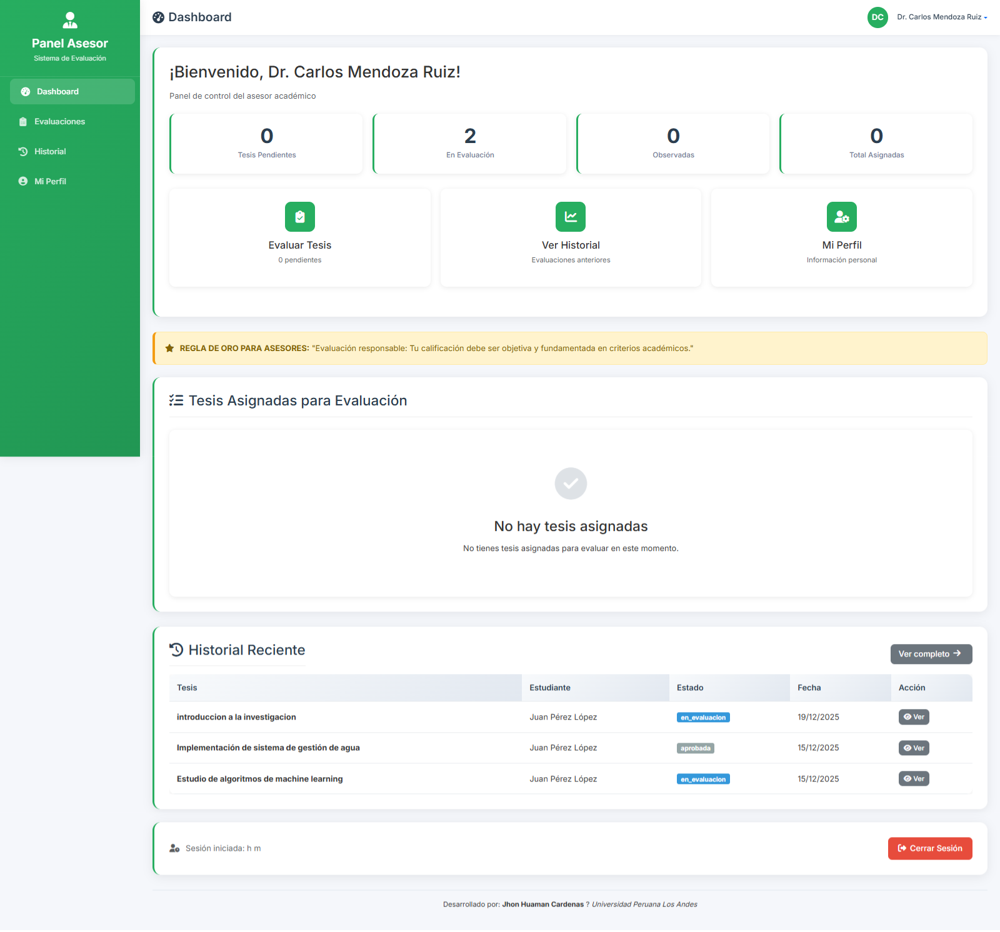 Panel Asesor
Sistema de Evaluación
Dashboard
Evaluaciones
Historial
Mi Perfil
Dashboard
DC
Dr. Carlos Mendoza Ruiz
¡Bienvenido, Dr. Carlos Mendoza Ruiz!
Panel de control del asesor académico
0
Tesis Pendientes
2
En Evaluación
0
Observadas
0
Total Asignadas
Evaluar Tesis
0 pendientes
Ver Historial
Evaluaciones anteriores
Mi Perfil
Información personal
REGLA DE ORO PARA ASESORES: "Evaluación responsable: Tu calificación debe ser objetiva y fundamentada en criterios académicos."
Tesis Asignadas para Evaluación
No hay tesis asignadas
No tienes tesis asignadas para evaluar en este momento.
Historial Reciente
Ver completo
Tesis Estudiante Estado Fecha Acción
introduccion a la investigacion Juan Pérez López en_evaluacion 19/12/2025 Ver
Implementación de sistema de gestión de agua Juan Pérez López aprobada 15/12/2025 Ver
Estudio de algoritmos de machine learning Juan Pérez López en_evaluacion 15/12/2025 Ver
Sesión iniciada: h m
Cerrar Sesión
Desarrollado por: Jhon Huaman Cardenas ? Universidad Peruana Los Andes